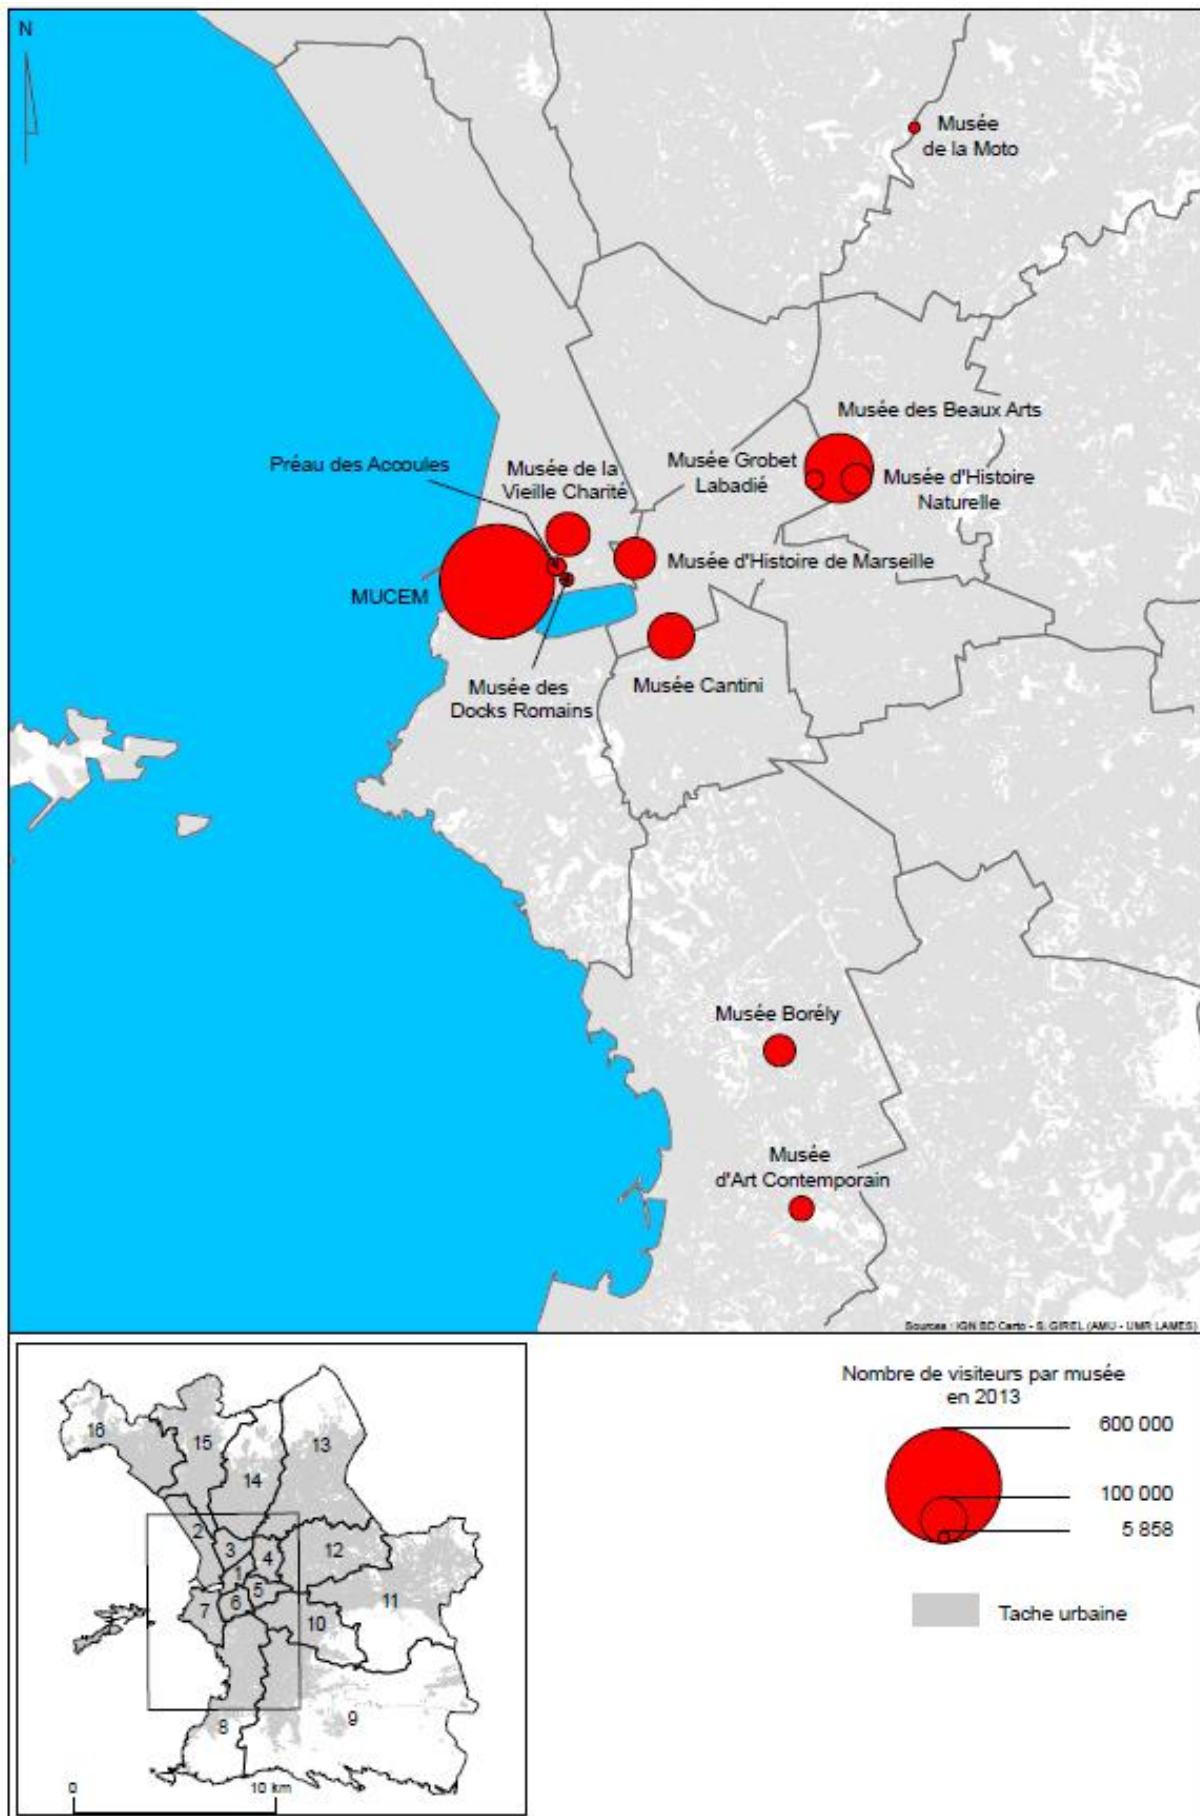 N
Musée
de la Moto
Musée des Beaux Arts
Préau des Accoules
Musée de la
Vieille Charité
Musée Grobet
Labadié
Musée d'Histoire
Naturelle
Musée d'Histoire de Marseille
MUCEM
Musée des
Docks Romains
Musée Cantini
Musée Borély
Musée
d'Art Contemporain
Sources : IGN BD Carto - S. GIREL (AMU - UMR LAMES)
16
15
13
14
2
3
4
12
1
5
11
7
6
10
8
9
0
10 km
Nombre de visiteurs par musée
en 2013
600 000
100 000
5 858
Tache urbaine